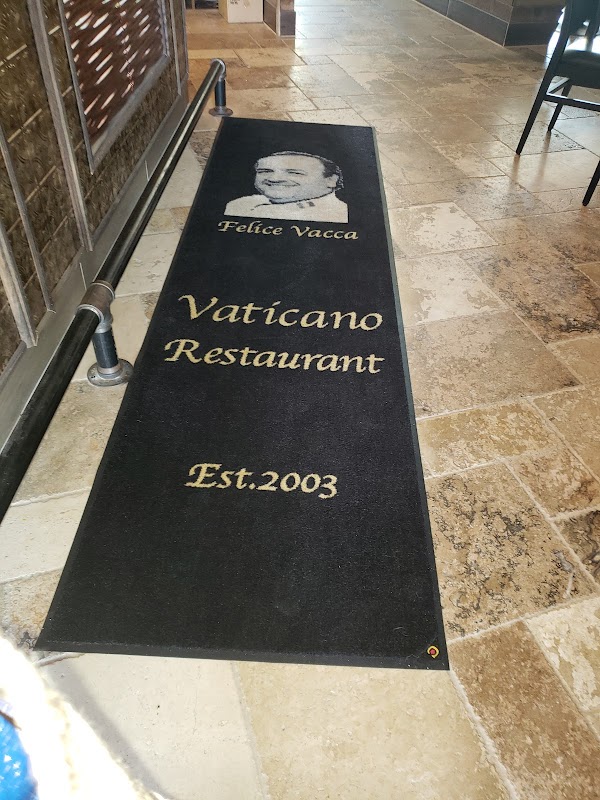 Felice Vacca
Vaticano
Restaurant
Est.2003